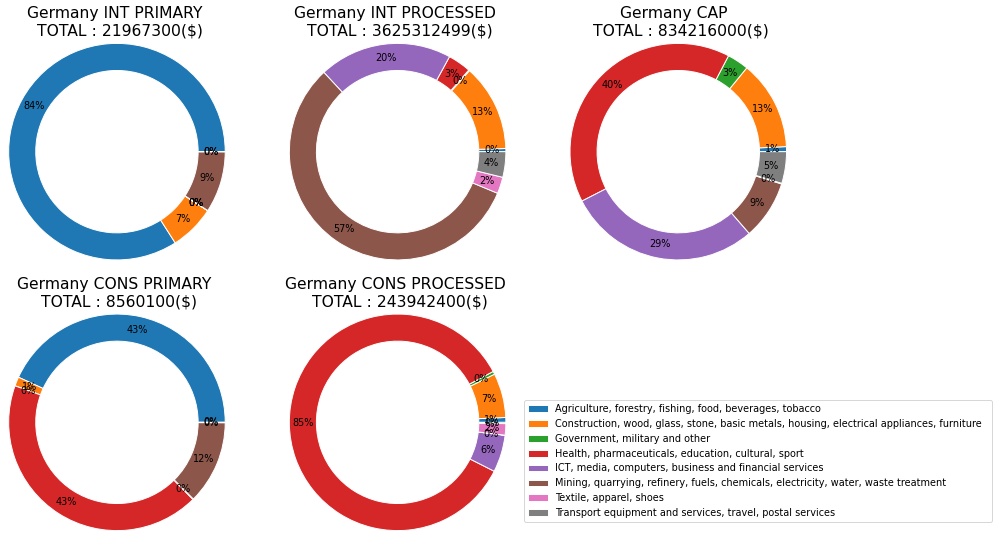 Germany INT PRIMARY
TOTAL : 21967300($)
84%
7%
0%
9%
0%
Germany INT PROCESSED
TOTAL : 3625312499($)
0%
13%
0%
3%
20%
57%
2%
4%
Germany CAP
TOTAL : 834216000($)
1%
13%
3%
40%
29%
9%
0%
5%
Germany CONS PRIMARY
TOTAL : 8560100($)
43%
1%
0%
43%
0%
12%
0%
Germany CONS PROCESSED
TOTAL : 243942400($)
1%
7%
0%
85%
6%
0%
Agriculture, forestry, fishing, food, beverages, tobacco
Construction, wood, glass, stone, basic metals, housing, electrical appliances, furniture
Government, military and other
Health, pharmaceuticals, education, cultural, sport
ICT, media, computers, business and financial services
Mining, quarrying, refinery, fuels, chemicals, electricity, water, waste treatment
Textile, apparel, shoes
Transport equipment and services, travel, postal services